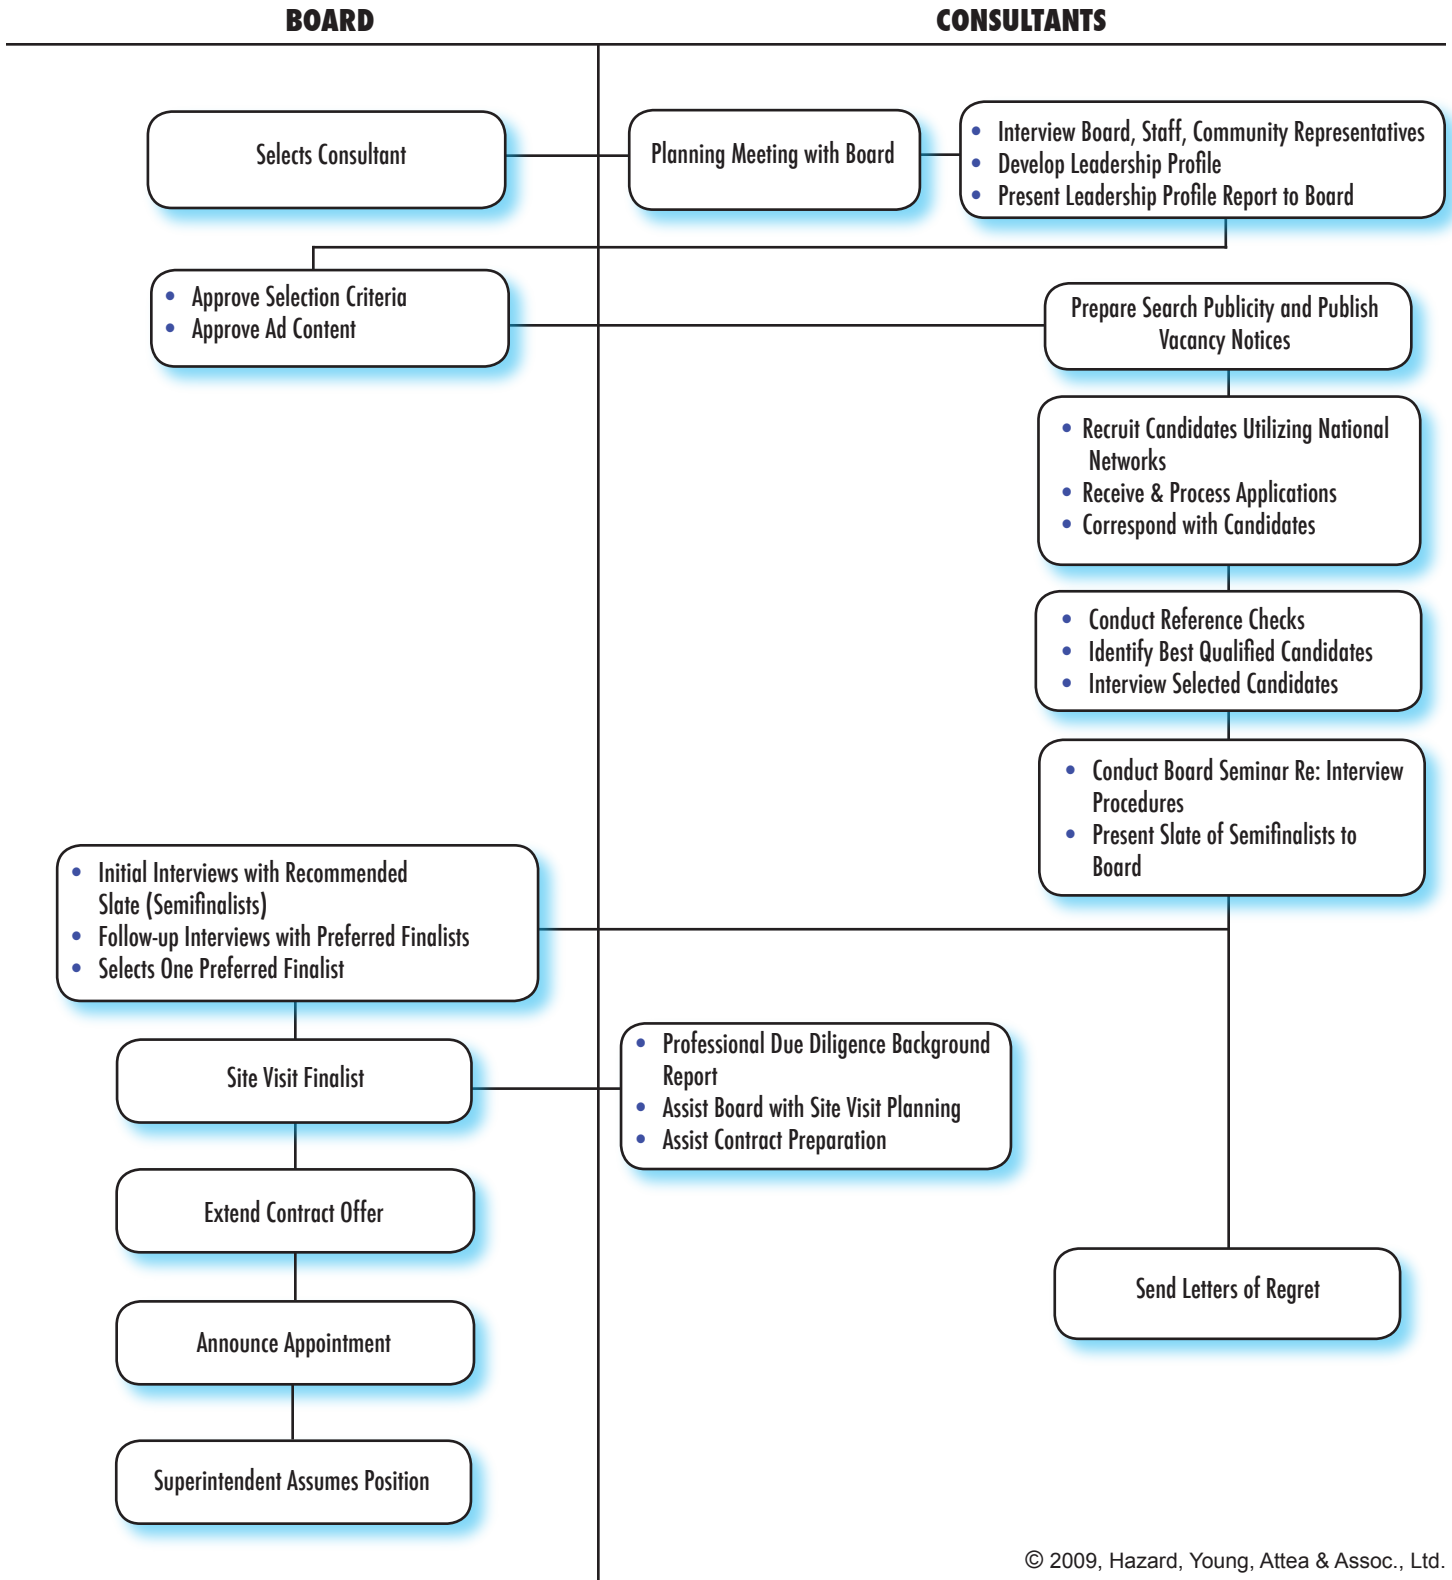 BOARD
CONSULTANTS
Selects Consultant
Planning Meeting with Board
• Interview Board, Staff, Community Representatives
• Develop Leadership Profile
• Present Leadership Profile Report to Board
• Approve Selection Criteria
• Approve Ad Content
Prepare Search Publicity and Publish
Vacancy Notices
• Recruit Candidates Utilizing National
Networks
• Receive & Process Applications
• Correspond with Candidates
• Conduct Reference Checks
• Identify Best Qualified Candidates
• Interview Selected Candidates
• Conduct Board Seminar Re: Interview
Procedures
• Present Slate of Semifinalists to
Board
• Initial Interviews with Recommended
Slate (Semifinalists)
• Follow-up Interviews with Preferred Finalists
• Selects One Preferred Finalist
Site Visit Finalist
• Professional Due Diligence Background
Report
• Assist Board with Site Visit Planning
• Assist Contract Preparation
Extend Contract Offer
Send Letters of Regret
Announce Appointment
Superintendent Assumes Position
© 2009, Hazard, Young, Attea & Assoc., Ltd.